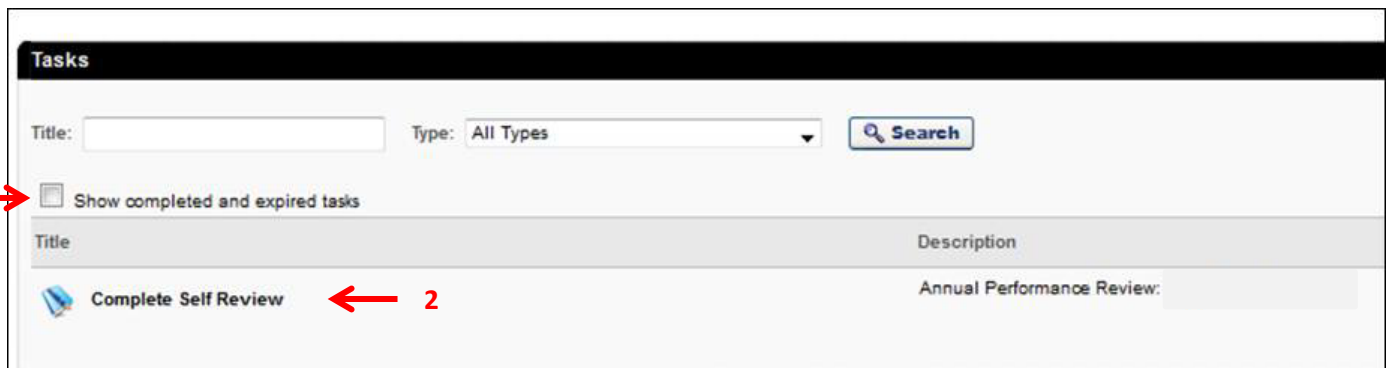 Tasks
Title: Type: All Types Search
Show completed and expired tasks
Title Description
Complete Self Review 2 Annual Performance Review: